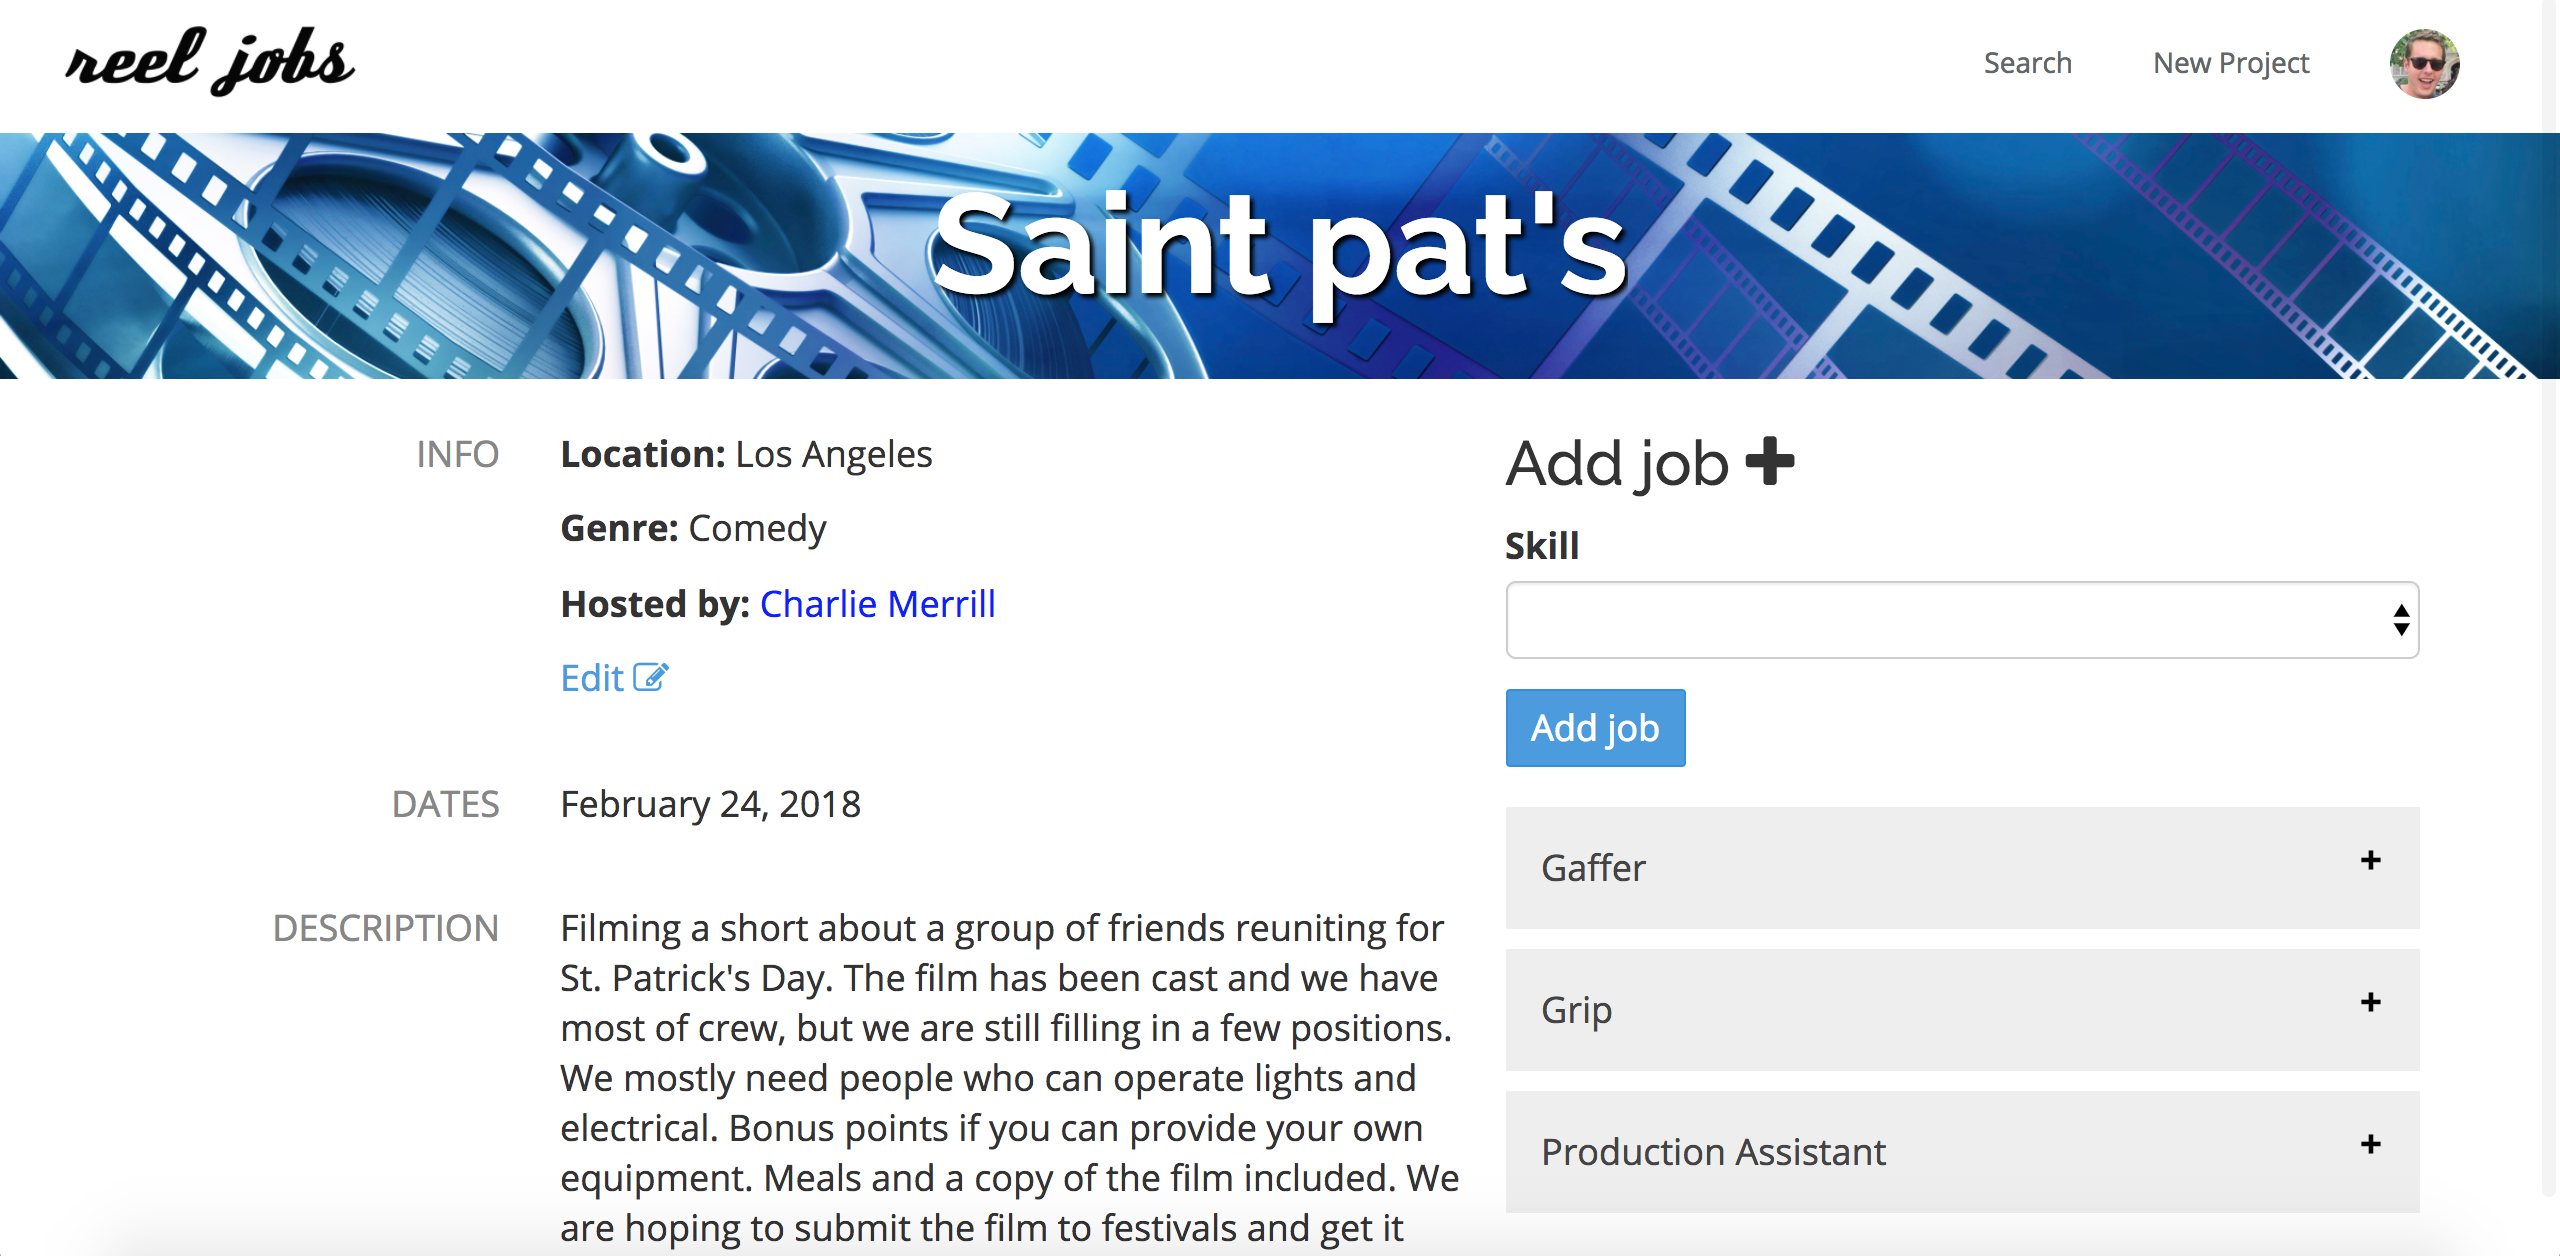 reel jobs
Search
New Project
Saint pat's
INFO
Location: Los Angeles
Genre: Comedy
Hosted by: Charlie Merrill
Edit
DATES
February 24, 2018
DESCRIPTION
Filming a short about a group of friends reuniting for
St. Patrick's Day. The film has been cast and we have
most of crew, but we are still filling in a few positions.
We mostly need people who can operate lights and
electrical. Bonus points if you can provide your own
equipment. Meals and a copy of the film included. We
are hoping to submit the film to festivals and get it
Add job
Skill
Add job
Gaffer
Grip
Production Assistant